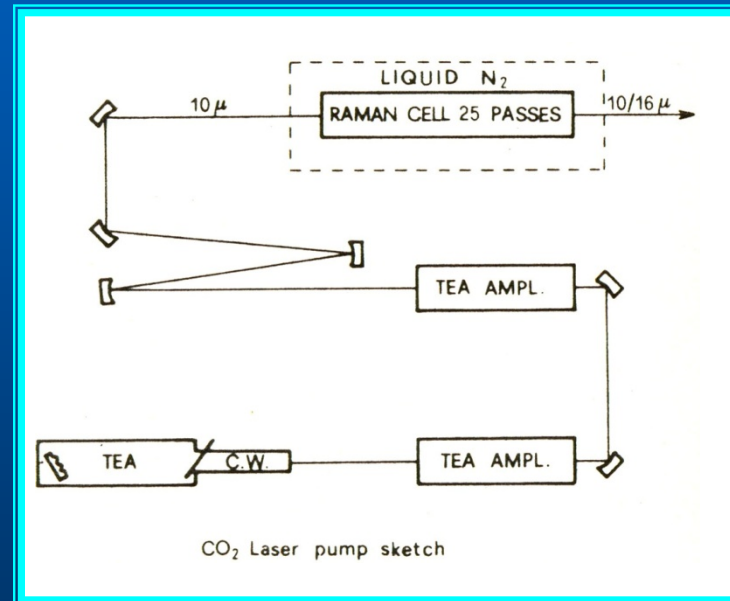 LIQUID N₂
10μ
RAMAN CELL 25 PASSES
10/16 μ
TEA AMPL.
TEA
C.W.
TEA AMPL.
CO₂ Laser pump sketch